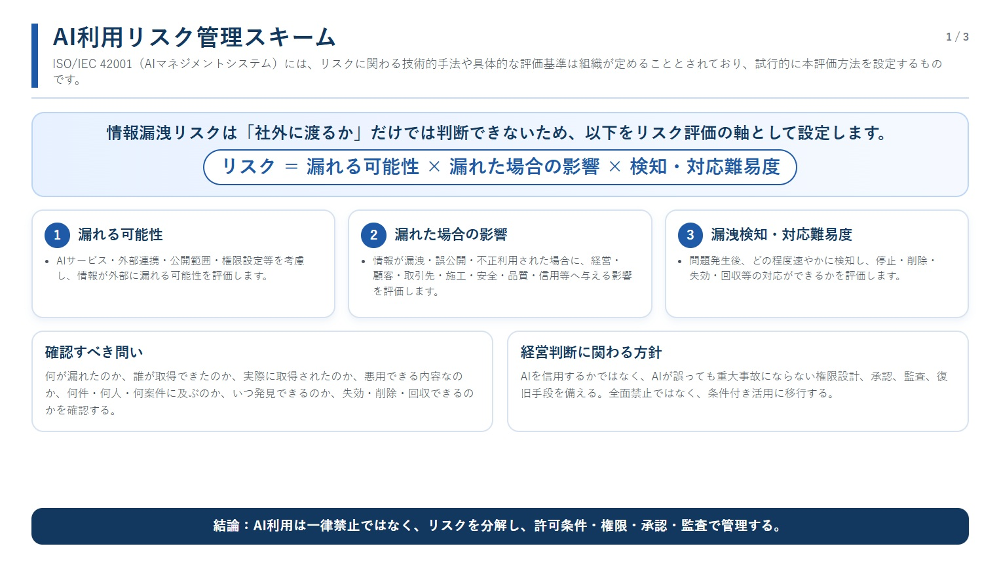 AI利用リスク管理スキーム
1 / 3
ISO/IEC 42001（AIマネジメントシステム）には、リスクに関わる技術的手法や具体的な評価基準は組織が定めることとされており、試行的に本評価方法を設定するもの
です。
情報漏洩リスクは「社外に渡るか」だけでは判断できないため、以下をリスク評価の軸として設定します。
リスク ＝ 漏れる可能性 × 漏れた場合の影響 × 検知・対応難易度
1 漏れる可能性
• AIサービス・外部連携・公開範囲・権限設定等を考慮
し、情報が外部に漏れる可能性を評価します。
2 漏れた場合の影響
• 情報が漏洩・誤公開・不正利用された場合に、経営・
顧客・取引先・施工・安全・品質・信用等へ与える影響
を評価します。
3 漏洩検知・対応難易度
• 問題発生後、どの程度速やかに検知し、停止・削除・
失効・回収等の対応ができるかを評価します。
確認すべき問い
何が漏れたのか、誰が取得できたのか、実際に取得されたのか、悪用できる内容なの
か、何件・何人・何案件に及ぶのか、いつ発見できるのか、失効・削除・回収できるの
かを確認する。
経営判断に関わる方針
AIを信用するかではなく、AIが誤っても重大事故にならない権限設計、承認、監査、復
旧手段を備える。全面禁止ではなく、条件付き活用に移行する。
結論：AI利用は一律禁止ではなく、リスクを分解し、許可条件・権限・承認・監査で管理する。